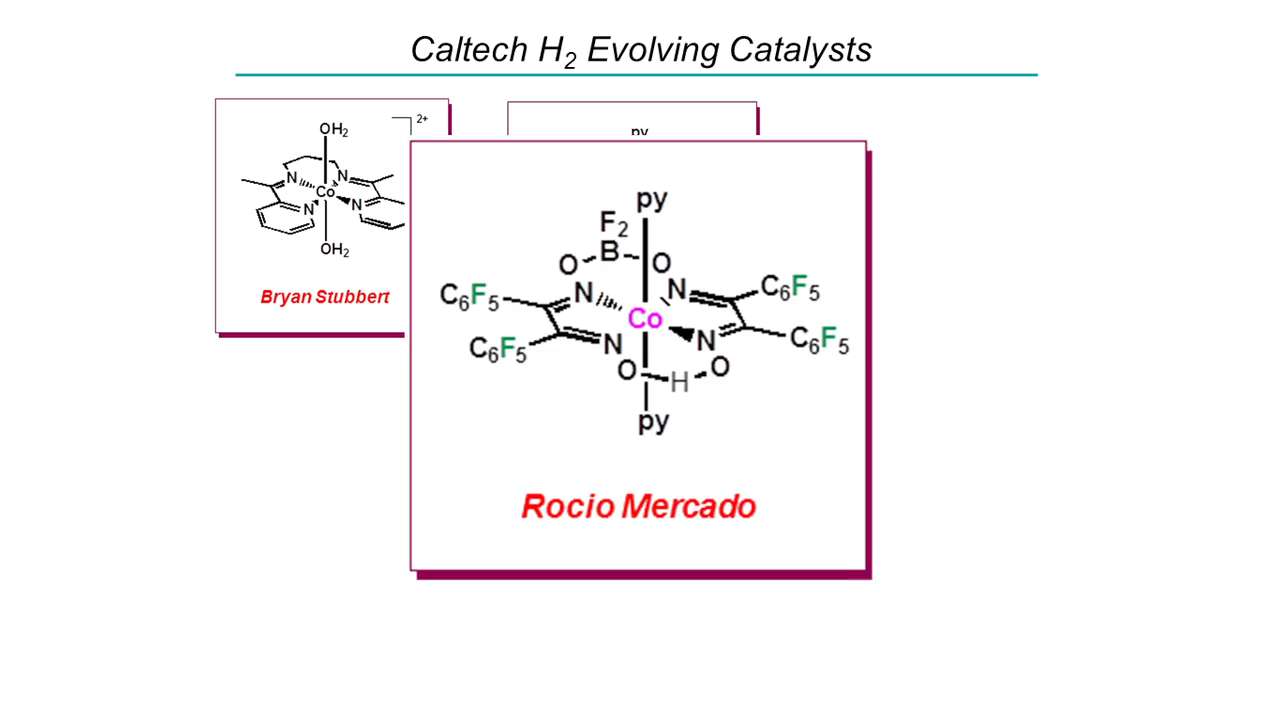 Caltech H2 Evolving Catalysts
OH2
2+
N
N
Co
N
N
OH2
Bryan Stubbert
py
py
F2
B
O
O
C6F5
N
N
C6F5
Co
C6F5
N
N
C6F5
O
H
O
py
Rocio Mercado